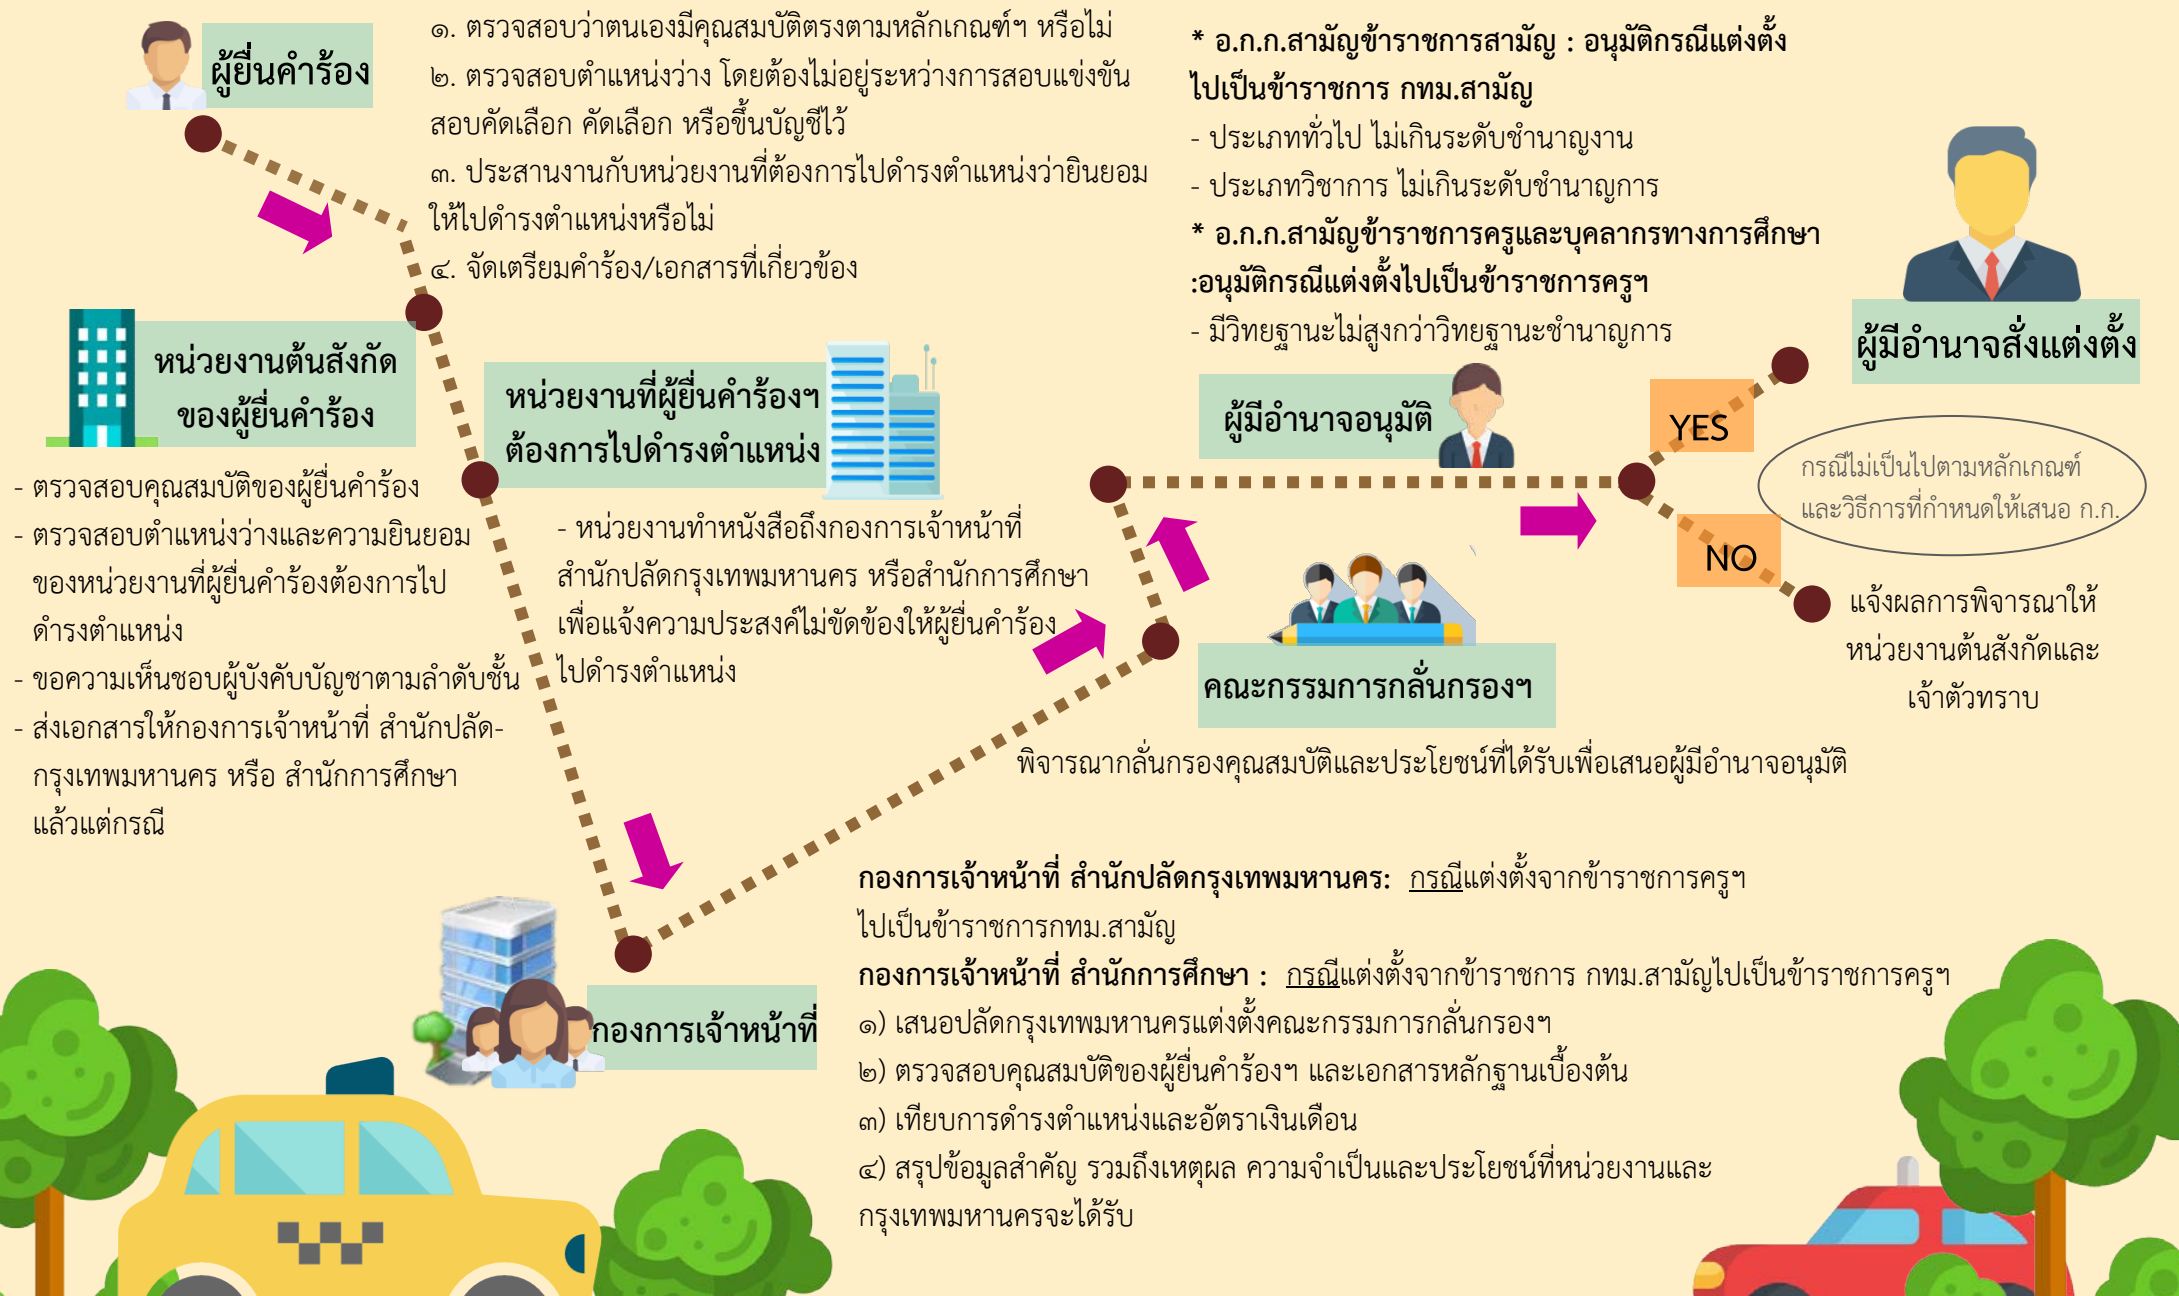 ผู้ยื่นคำร้อง
๑. ตรวจสอบว่าตนเองมีคุณสมบัติตรงตามหลักเกณฑ์ฯ หรือไม่
๒. ตรวจสอบตำแหน่งว่าง โดยต้องไม่อยู่ระหว่างการสอบแข่งขัน
สอบคัดเลือก คัดเลือก หรือขึ้นบัญชีไว้
๓. ประสานงานกับหน่วยงานที่ต้องการไปดำรงตำแหน่งว่ายินยอม
ให้ไปดำรงตำแหน่งหรือไม่
๔. จัดเตรียมคำร้อง/เอกสารที่เกี่ยวข้อง
หน่วยงานต้นสังกัด
ของผู้ยื่นคำร้อง
- ตรวจสอบคุณสมบัติของผู้ยื่นคำร้อง
- ตรวจสอบตำแหน่งว่างและความยินยอม
ของหน่วยงานที่ผู้ยื่นคำร้องต้องการไป
ดำรงตำแหน่ง
- ขอความเห็นชอบผู้บังคับบัญชาตามลำดับชั้น
- ส่งเอกสารให้กองการเจ้าหน้าที่ สำนักปลัด-
กรุงเทพมหานคร หรือ สำนักการศึกษา
แล้วแต่กรณี
หน่วยงานที่ผู้ยื่นคำร้องฯ
ต้องการไปดำรงตำแหน่ง
- หน่วยงานทำหนังสือถึงกองการเจ้าหน้าที่
สำนักปลัดกรุงเทพมหานคร หรือสำนักการศึกษา
เพื่อแจ้งความประสงค์ไม่ขัดข้องให้ผู้ยื่นคำร้อง
ไปดำรงตำแหน่ง
กองการเจ้าหน้าที่
กองการเจ้าหน้าที่ สำนักปลัดกรุงเทพมหานคร: กรณีแต่งตั้งจากข้าราชการครูฯ
ไปเป็นข้าราชการกทม.สามัญ
กองการเจ้าหน้าที่ สำนักการศึกษา : กรณีแต่งตั้งจากข้าราชการ กทม.สามัญไปเป็นข้าราชการครูฯ
๑) เสนอปลัดกรุงเทพมหานครแต่งตั้งคณะกรรมการกลั่นกรองฯ
๒) ตรวจสอบคุณสมบัติของผู้ยื่นคำร้องฯ และเอกสารหลักฐานเบื้องต้น
๓) เทียบการดำรงตำแหน่งและอัตราเงินเดือน
๔) สรุปข้อมูลสำคัญ รวมถึงเหตุผล ความจำเป็นและประโยชน์ที่หน่วยงานและ
กรุงเทพมหานครจะได้รับ
คณะกรรมการกลั่นกรองฯ
พิจารณากลั่นกรองคุณสมบัติและประโยชน์ที่ได้รับเพื่อเสนอผู้มีอำนาจอนุมัติ
* อ.ก.ก.สามัญข้าราชการสามัญ : อนุมัติกรณีแต่งตั้ง
ไปเป็นข้าราชการ กทม.สามัญ
- ประเภททั่วไป ไม่เกินระดับชำนาญงาน
- ประเภทวิชาการ ไม่เกินระดับชำนาญการ
* อ.ก.ก.สามัญข้าราชการครูและบุคลากรทางการศึกษา
:อนุมัติกรณีแต่งตั้งไปเป็นข้าราชการครูฯ
- มีวิทยฐานะไม่สูงกว่าวิทยฐานะชำนาญการ
ผู้มีอำนาจอนุมัติ
YES
ผู้มีอำนาจสั่งแต่งตั้ง
กรณีไม่เป็นไปตามหลักเกณฑ์
และวิธีการที่กำหนดให้เสนอ ก.ก.
NO
แจ้งผลการพิจารณาให้
หน่วยงานต้นสังกัดและ
เจ้าตัวทราบ